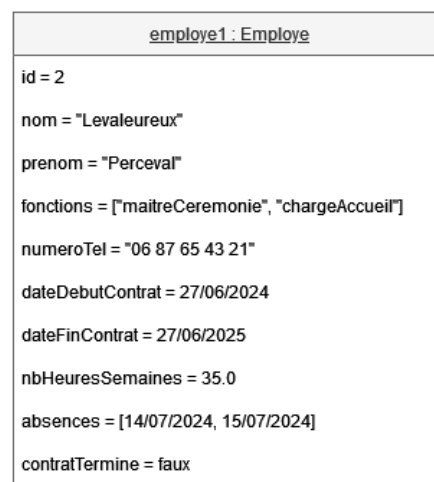 employe1 : Employe
id = 2
nom = "Levaleureux"
prenom = "Perceval"
fonctions = ["maitreCeremonie", "chargeAccueil"]
numeroTel = "06 87 65 43 21"
dateDebutContrat = 27/06/2024
dateFinContrat = 27/06/2025
nbHeuresSemaines = 35.0
absences = [14/07/2024, 15/07/2024]
contratTermine = faux